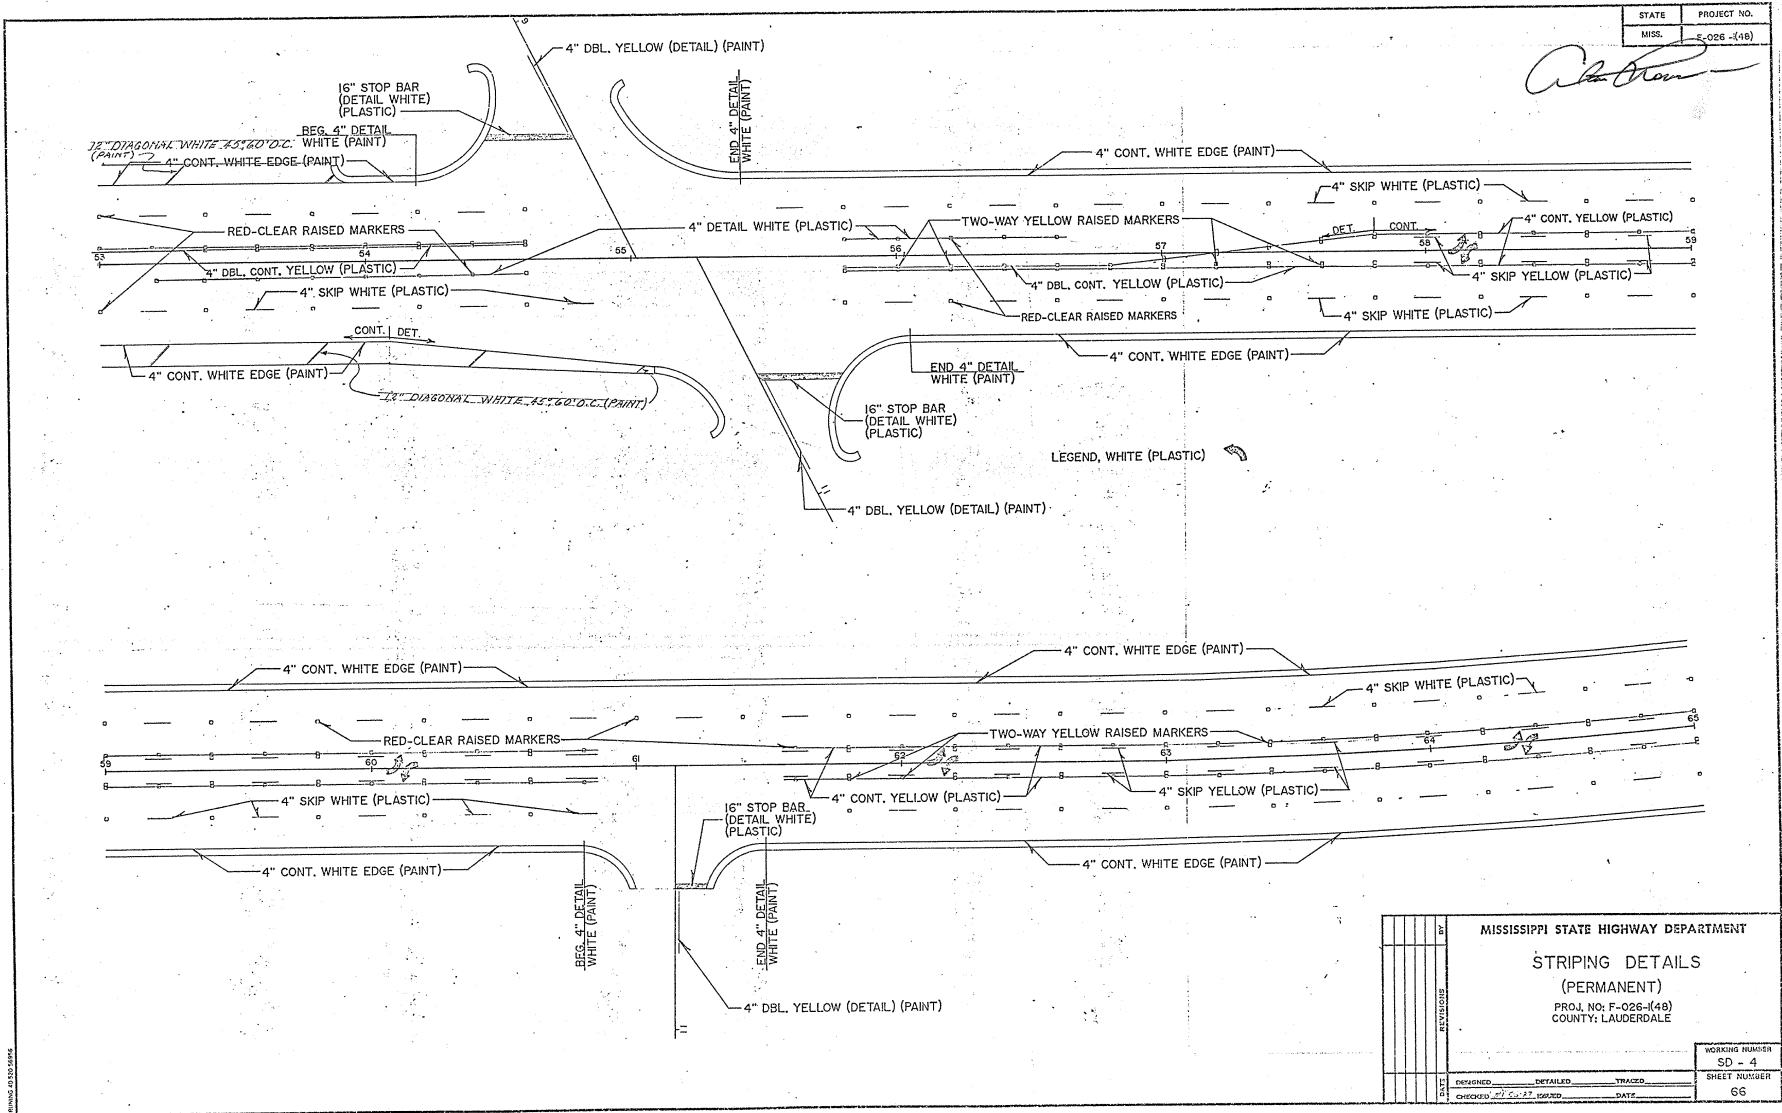 STATE
PROJECT NO.
MISS.
F-026-1(48)
4" DBL. YELLOW (DETAIL) (PAINT)
16" STOP BAR
(DETAIL WHITE)
(PLASTIC)
END 4" DETAIL
WHITE (PAINT)
BEG. 4" DETAIL
WHITE (PAINT)
12" DIAGONAL WHITE 45° 60' O.C.
(PAINT)
4" CONT. WHITE EDGE (PAINT)
4" CONT. WHITE EDGE (PAINT)
4" SKIP WHITE (PLASTIC)
RED-CLEAR RAISED MARKERS
4" DETAIL WHITE (PLASTIC)
TWO-WAY YELLOW RAISED MARKERS
4" CONT. YELLOW (PLASTIC)
DET.
CONT.
53
54
55
56
57
58
59
4" DBL. CONT. YELLOW (PLASTIC)
4" DBL. CONT. YELLOW (PLASTIC)
4" SKIP YELLOW (PLASTIC)
4" SKIP WHITE (PLASTIC)
RED-CLEAR RAISED MARKERS
4" SKIP WHITE (PLASTIC)
CONT.
DET.
4" CONT. WHITE EDGE (PAINT)
4" CONT. WHITE EDGE (PAINT)
END 4" DETAIL
WHITE (PAINT)
12" DIAGONAL WHITE 45° 60' O.C. (PAINT)
16" STOP BAR
(DETAIL WHITE)
(PLASTIC)
LEGEND, WHITE (PLASTIC)
4" DBL. YELLOW (DETAIL) (PAINT)
4" CONT. WHITE EDGE (PAINT)
4" CONT. WHITE EDGE (PAINT)
4" SKIP WHITE (PLASTIC)
RED-CLEAR RAISED MARKERS
TWO-WAY YELLOW RAISED MARKERS
59
60
61
62
63
64
65
4" SKIP WHITE (PLASTIC)
4" CONT. YELLOW (PLASTIC)
4" SKIP YELLOW (PLASTIC)
16" STOP BAR
(DETAIL WHITE)
(PLASTIC)
4" CONT. WHITE EDGE (PAINT)
4" CONT. WHITE EDGE (PAINT)
BEG. 4" DETAIL
WHITE (PAINT)
END 4" DETAIL
WHITE (PAINT)
4" DBL. YELLOW (DETAIL) (PAINT)
BY
REVISIONS
DATE
MISSISSIPPI STATE HIGHWAY DEPARTMENT
STRIPING DETAILS
(PERMANENT)
PROJ. NO: F-026-1(48)
COUNTY: LAUDERDALE
WORKING NUMBER
SD - 4
SHEET NUMBER
66
DESIGNED DETAILED TRACED
CHECKED ISSUED DATE